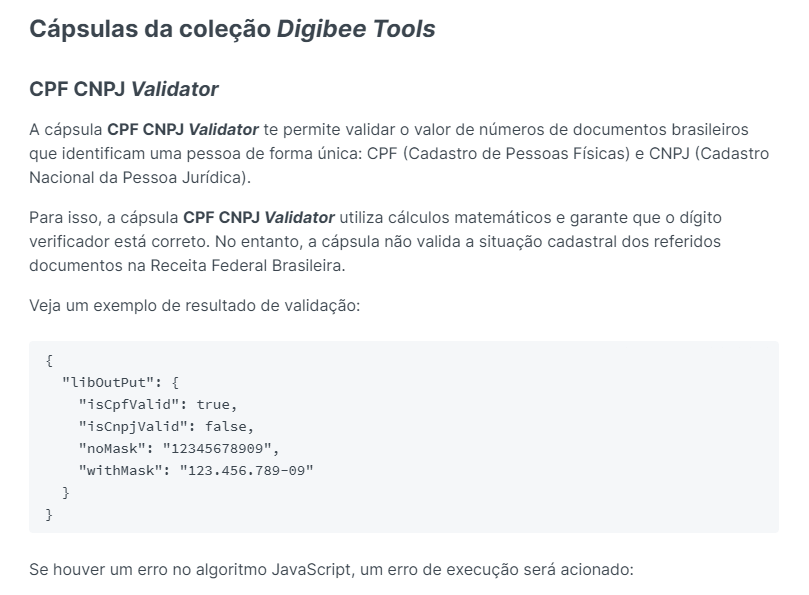 Cápsulas da coleção Digibee Tools
CPF CNPJ Validator
A cápsula CPF CNPJ Validator te permite validar o valor de números de documentos brasileiros
que identificam uma pessoa de forma única: CPF (Cadastro de Pessoas Físicas) e CNPJ (Cadastro
Nacional da Pessoa Jurídica).
Para isso, a cápsula CPF CNPJ Validator utiliza cálculos matemáticos e garante que o dígito
verificador está correto. No entanto, a cápsula não valida a situação cadastral dos referidos
documentos na Receita Federal Brasileira.
Veja um exemplo de resultado de validação:
{
  "libOutPut": {
    "isCpfValid": true,
    "isCnpjValid": false,
    "noMask": "12345678909",
    "withMask": "123.456.789-09"
  }
}
Se houver um erro no algoritmo JavaScript, um erro de execução será acionado: